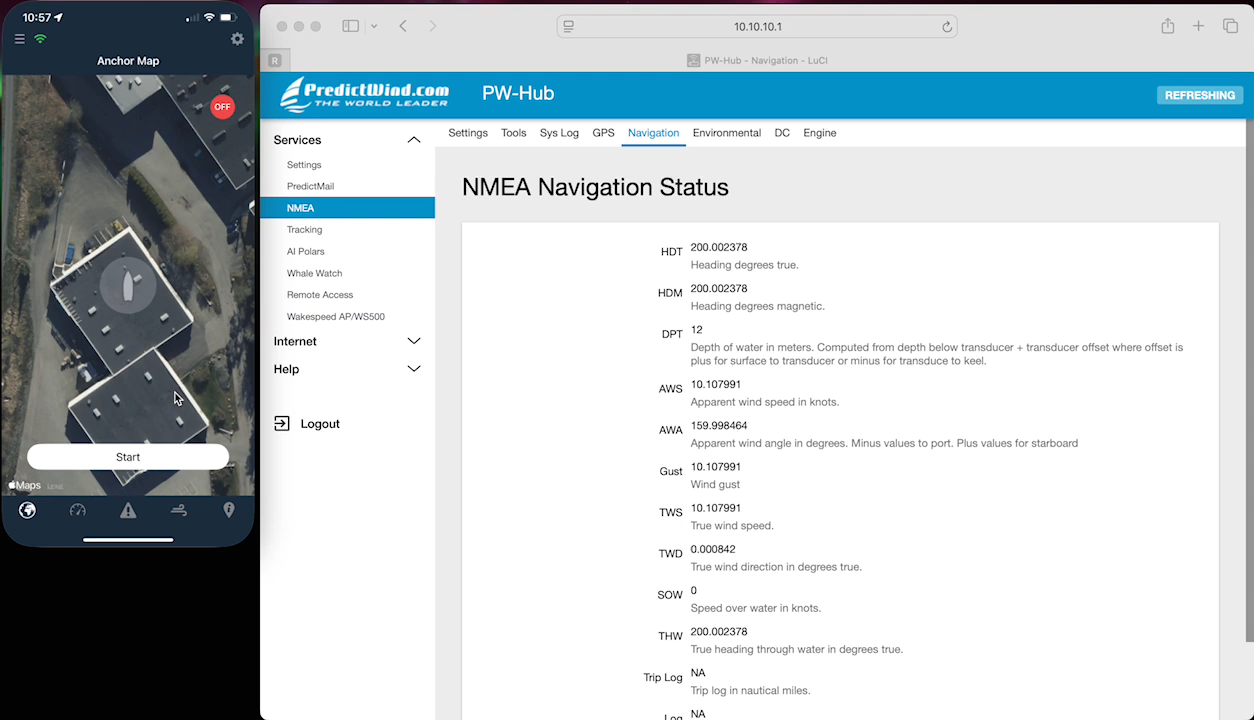 10:57
Anchor Map
OFF
Start
Maps
LEGAL
10.10.10.1
R
PW-Hub - Navigation - LuCI
PredictWind.com
THE WORLD LEADER
PW-Hub
REFRESHING
Services
Settings
PredictMail
NMEA
Tracking
AI Polars
Whale Watch
Remote Access
Wakespeed AP/WS500
Internet
Help
Logout
Settings Tools Sys Log GPS Navigation Environmental DC Engine
NMEA Navigation Status
HDT 200.002378
Heading degrees true.
HDM 200.002378
Heading degrees magnetic.
DPT 12
Depth of water in meters. Computed from depth below transducer + transducer offset where offset is
plus for surface to transducer or minus for transduce to keel.
AWS 10.107991
Apparent wind speed in knots.
AWA 159.998464
Apparent wind angle in degrees. Minus values to port. Plus values for starboard
Gust 10.107991
Wind gust
TWS 10.107991
True wind speed.
TWD 0.000842
True wind direction in degrees true.
SOW 0
Speed over water in knots.
THW 200.002378
True heading through water in degrees true.
Trip Log NA
Trip log in nautical miles.
Log NA